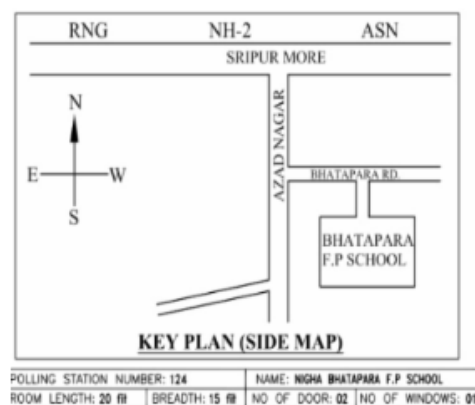 RNG NH-2 ASN
SRIPUR MORE
N
E W
S
AZAD NAGAR
BHATAPARA RD.
BHATAPARA
F.P SCHOOL
KEY PLAN (SIDE MAP)
POLLING STATION NUMBER: 124 NAME: NIGHA BHATAPARA F.P SCHOOL
ROOM LENGTH: 20 fit BREADTH: 15 fit NO OF DOOR: 02 NO OF WINDOWS: 01